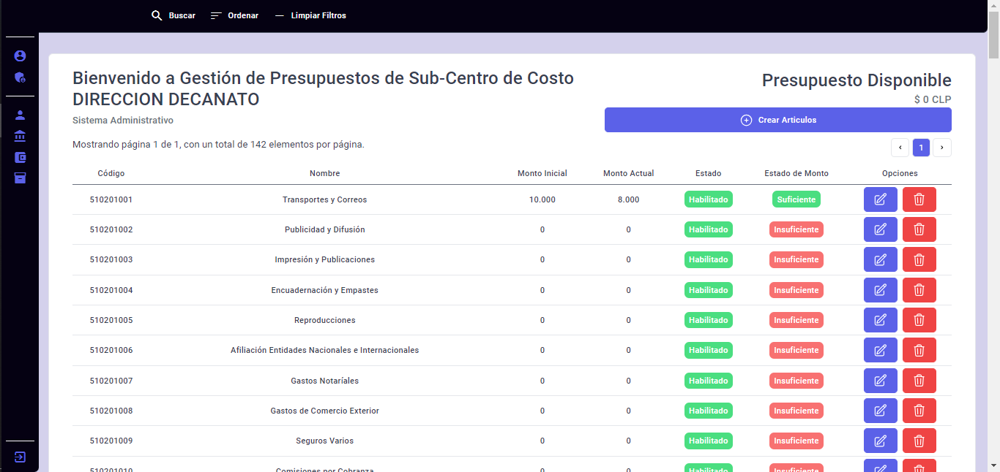 Buscar Ordenar Limpiar Filtros
Bienvenido a Gestión de Presupuestos de Sub-Centro de Costo
DIRECCION DECANATO
Sistema Administrativo
Presupuesto Disponible
$ 0 CLP
Crear Articulos
Mostrando página 1 de 1, con un total de 142 elementos por página.
‹ 1 ›
Código Nombre Monto Inicial Monto Actual Estado Estado de Monto Opciones
510201001 Transportes y Correos 10.000 8.000 Habilitado Suficiente
510201002 Publicidad y Difusión 0 0 Habilitado Insuficiente
510201003 Impresión y Publicaciones 0 0 Habilitado Insuficiente
510201004 Encuadernación y Empastes 0 0 Habilitado Insuficiente
510201005 Reproducciones 0 0 Habilitado Insuficiente
510201006 Afiliación Entidades Nacionales e Internacionales 0 0 Habilitado Insuficiente
510201007 Gastos Notaríales 0 0 Habilitado Insuficiente
510201008 Gastos de Comercio Exterior 0 0 Habilitado Insuficiente
510201009 Seguros Varios 0 0 Habilitado Insuficiente
510201010 Comisiones por Cobranza Habilitado Insuficiente